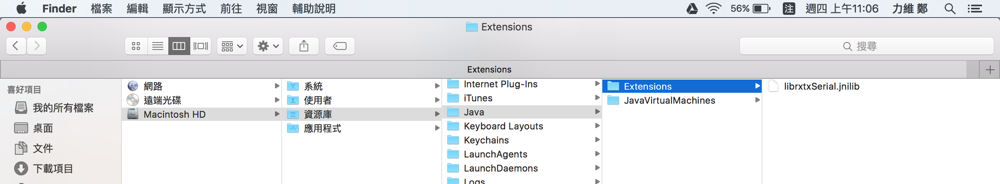 Finder 檔案 編輯 顯示方式 前往 視窗 輔助說明 56% 注 週四 上午11:06 力維 鄭
Extensions
搜尋
Extensions
喜好項目
我的所有檔案
桌面
文件
下載項目
網路
遠端光碟
Macintosh HD
系統
使用者
資源庫
應用程式
Internet Plug-Ins
iTunes
Java
Keyboard Layouts
Keychains
LaunchAgents
LaunchDaemons
Logs
Extensions
JavaVirtualMachines
librxtxSerial.jnilib